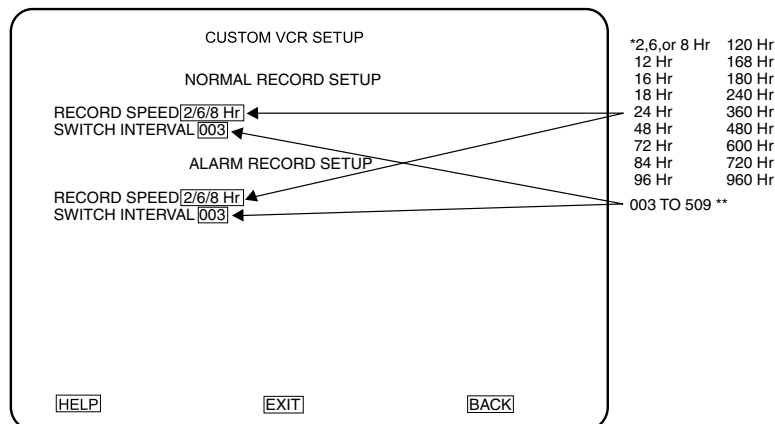 CUSTOM VCR SETUP
NORMAL RECORD SETUP
RECORD SPEED 2/6/8 Hr
SWITCH INTERVAL 003
ALARM RECORD SETUP
RECORD SPEED 2/6/8 Hr
SWITCH INTERVAL 003
HELP EXIT BACK
*2,6,or 8 Hr 120 Hr
12 Hr 168 Hr
16 Hr 180 Hr
18 Hr 240 Hr
24 Hr 360 Hr
48 Hr 480 Hr
72 Hr 600 Hr
84 Hr 720 Hr
96 Hr 960 Hr
003 TO 509 **